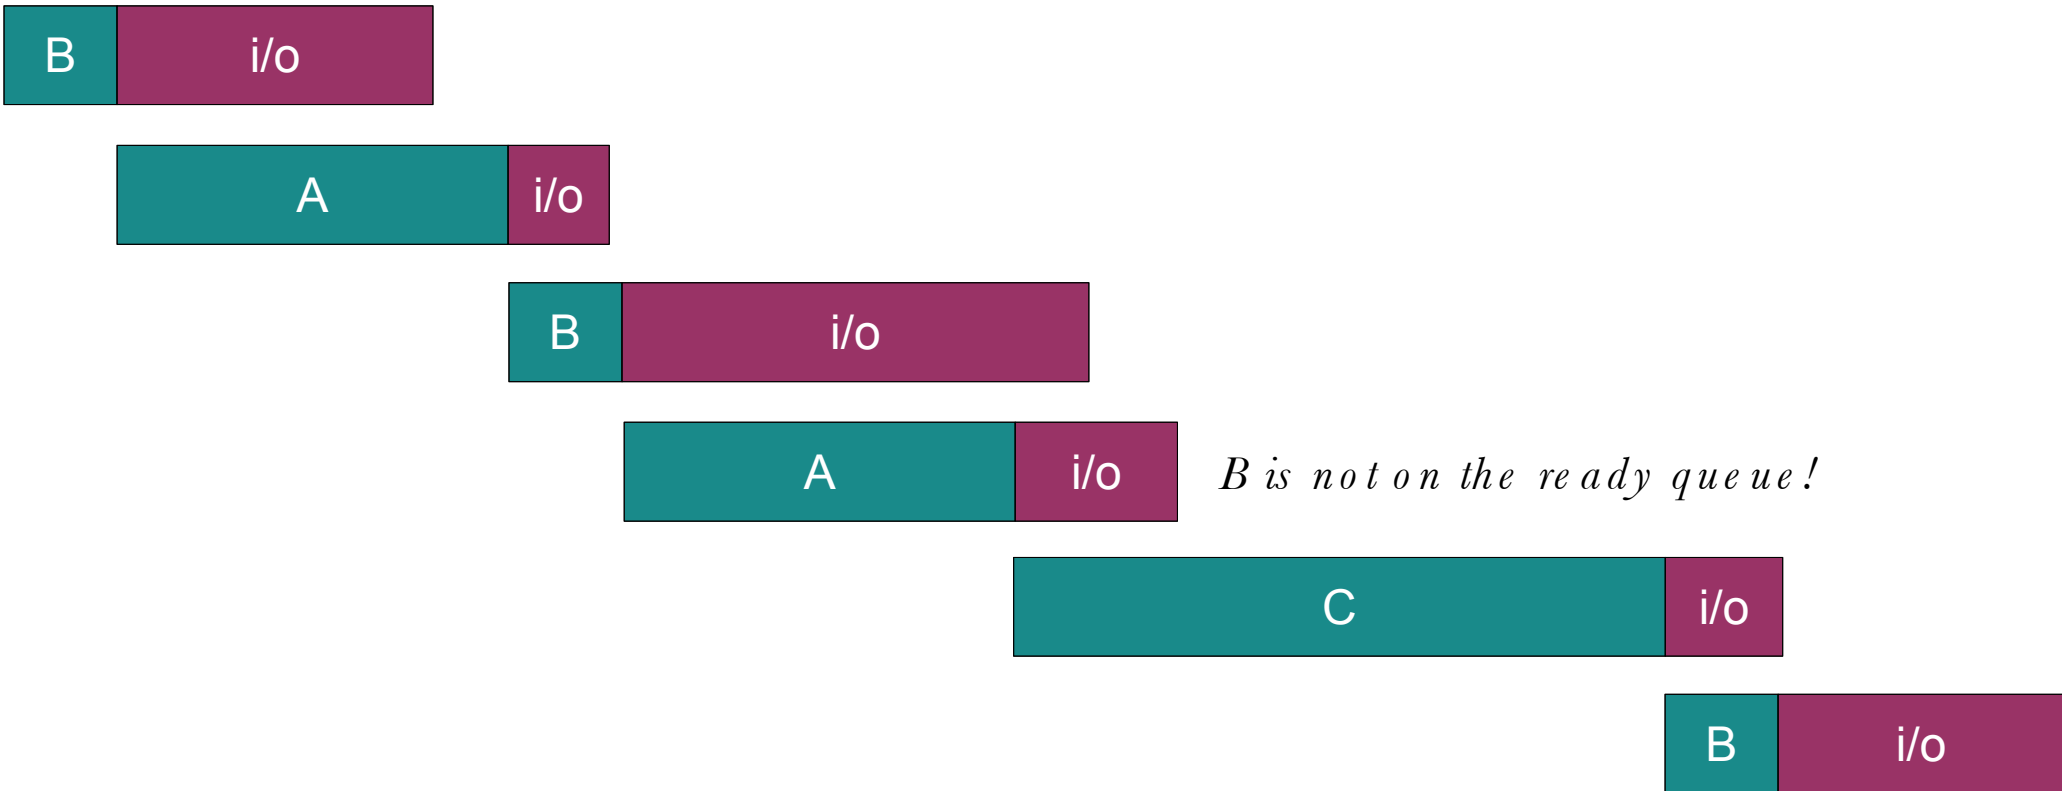 B i/o
A i/o
B i/o
A i/o B is not on the ready queue!
C i/o
B i/o